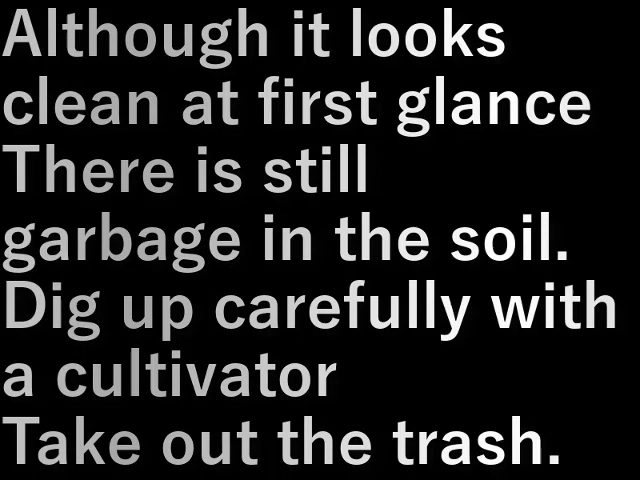 Although it looks
clean at first glance
There is still
garbage in the soil.
Dig up carefully with
a cultivator
Take out the trash.